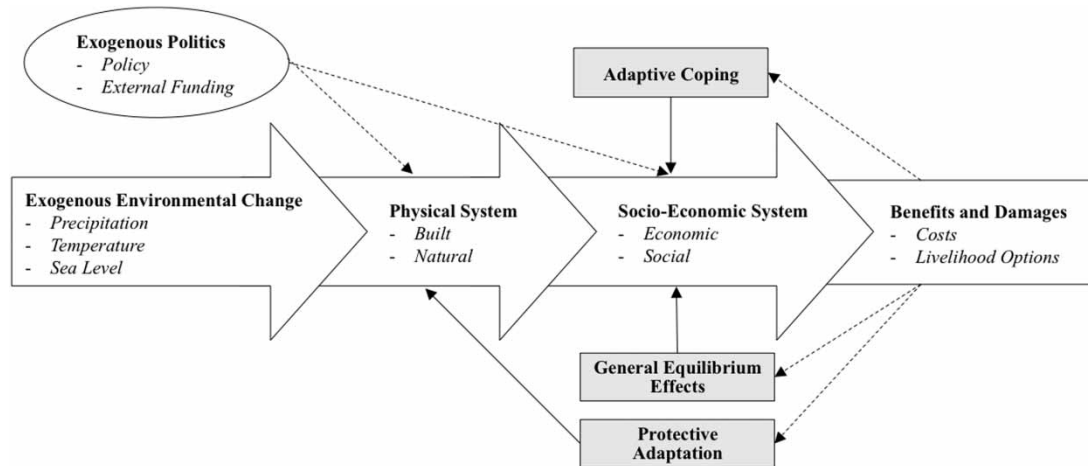 Exogenous Politics
- Policy
- External Funding
Adaptive Coping
Exogenous Environmental Change
- Precipitation
- Temperature
- Sea Level
Physical System
- Built
- Natural
Socio-Economic System
- Economic
- Social
Benefits and Damages
- Costs
- Livelihood Options
General Equilibrium
Effects
Protective
Adaptation